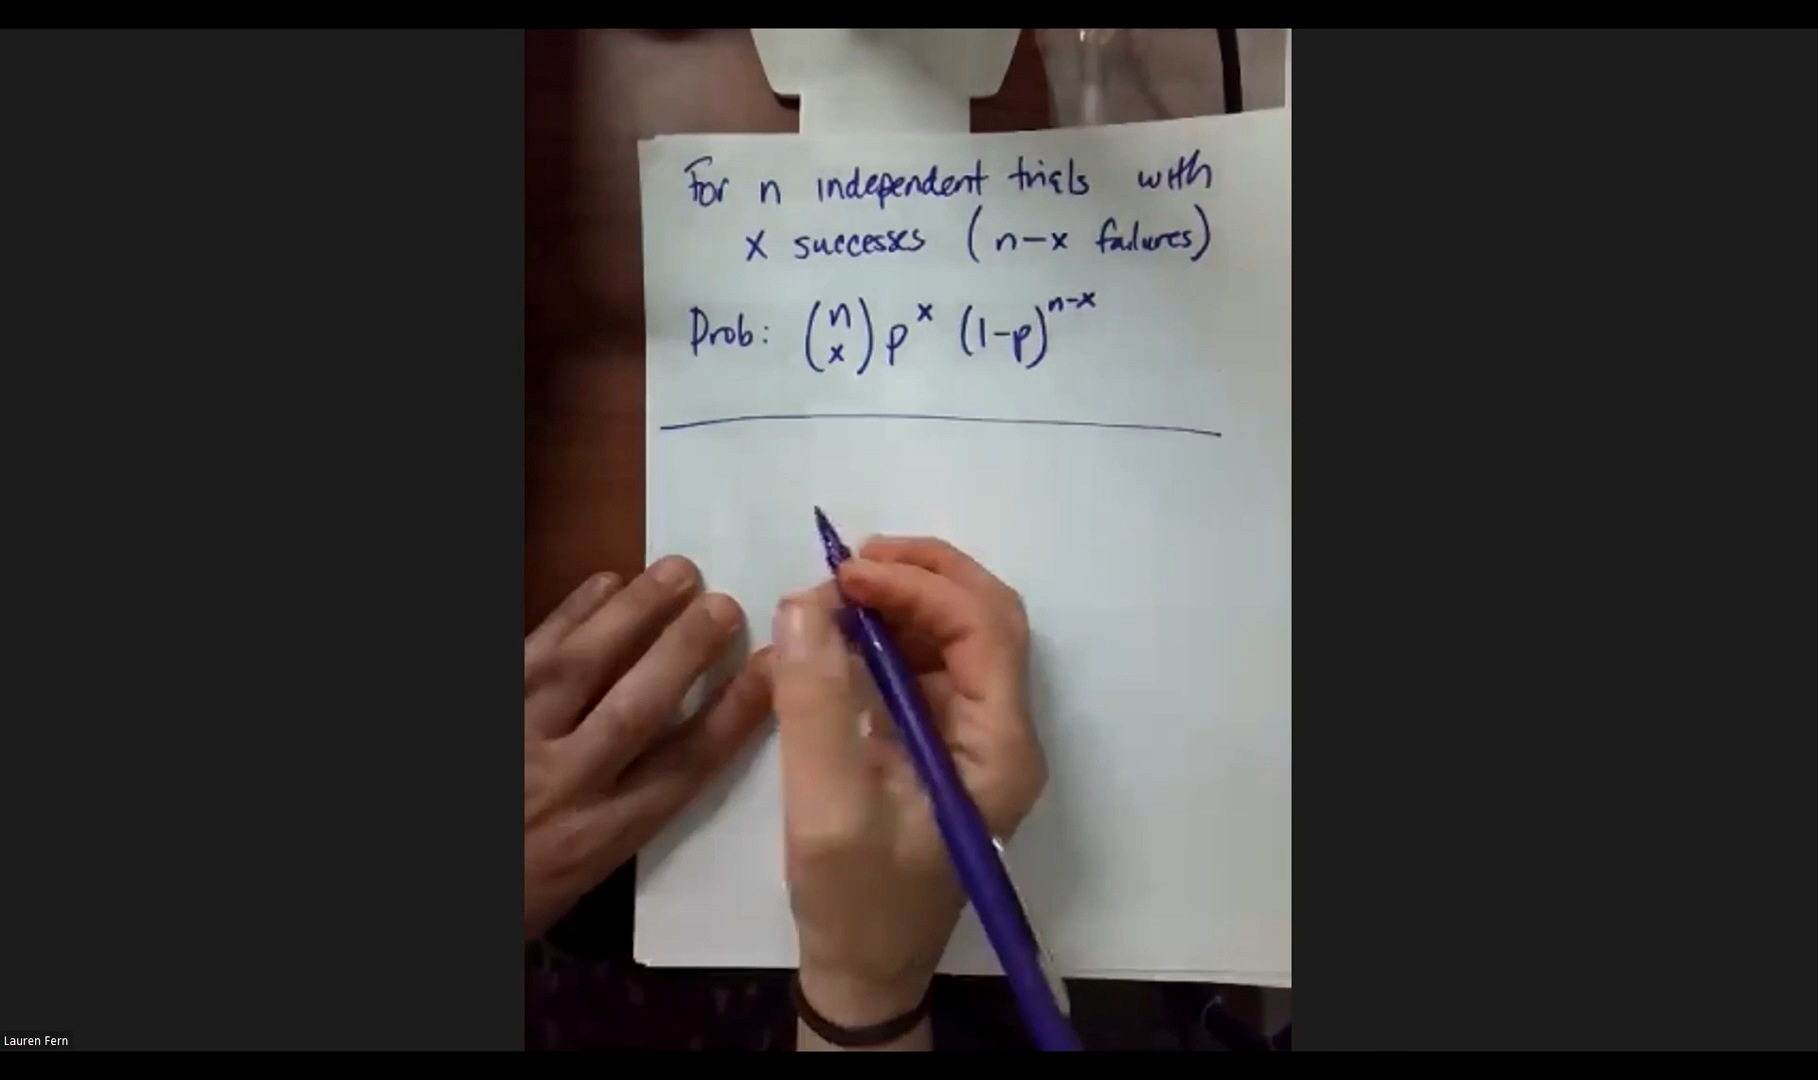 For n independent trials with
x successes (n-x failures)
Prob: (n x) p^x (1-p)^n-x
Lauren Fern